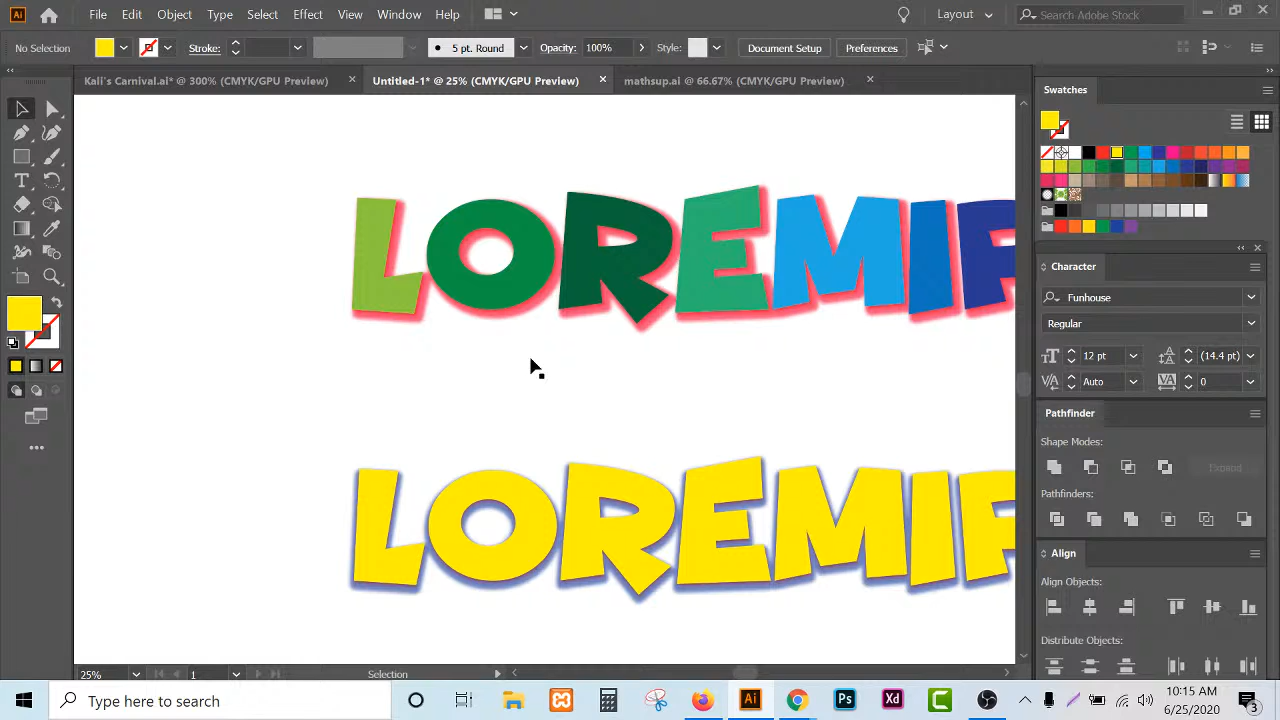 File Edit Object Type Select Effect View Window Help Layout Search Adobe Stock
No Selection Stroke: 5 pt. Round Opacity: 100% Style: Document Setup Preferences
Kali's Carnival.ai* @ 300% (CMYK/GPU Preview) Untitled-1* @ 25% (CMYK/GPU Preview) mathsup.ai @ 66.67% (CMYK/GPU Preview)
Swatches
LOREMIP
LOREMIP
Character
Funhouse
Regular
12 pt (14.4 pt)
Auto 0
Pathfinder
Shape Modes:
Expand
Pathfinders:
Align
Align Objects:
Distribute Objects:
25% 1 Selection
Type here to search
Ai Ps Xd
10:15 AM
6/25/2020
3